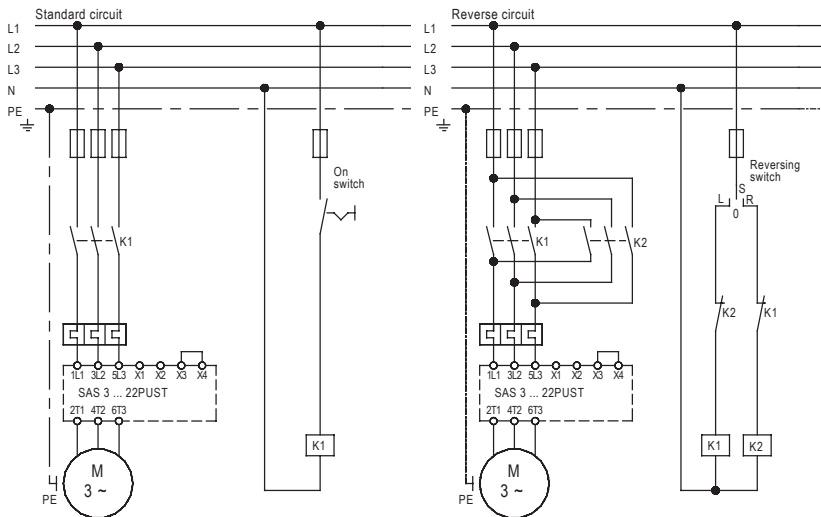 Standard circuit
L1
L2
L3
N
PE
On
switch
K1
1L1 3L2 5L3 X1 X2 X3 X4
SAS 3 ... 22PUST
2T1 4T2 6T3
K1
M
3 ~
PE
Reverse circuit
L1
L2
L3
N
PE
Reversing
switch
S
L R
0
K1
K2
K2
K1
1L1 3L2 5L3 X1 X2 X3 X4
SAS 3 ... 22PUST
2T1 4T2 6T3
K1
K2
M
3 ~
PE